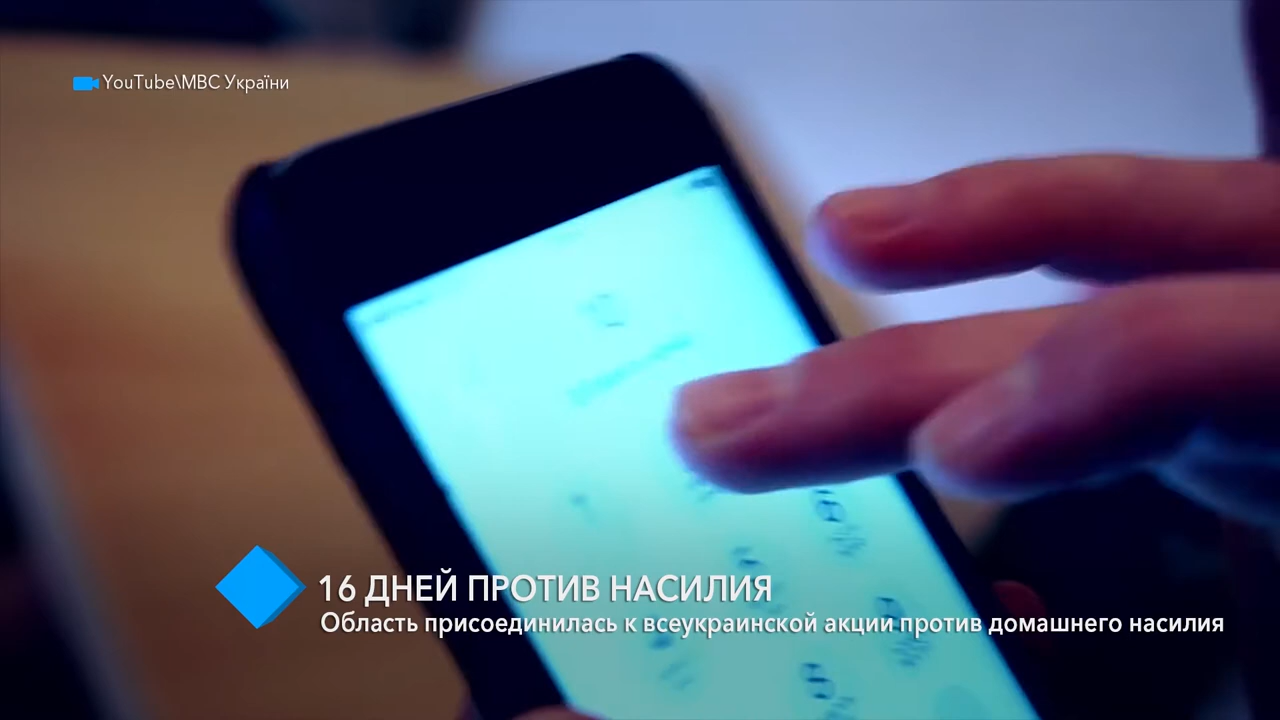 YouTube\МВС України
16 ДНЕЙ ПРОТИВ НАСИЛИЯ
Область присоединилась к всеукраинской акции против домашнего насилия